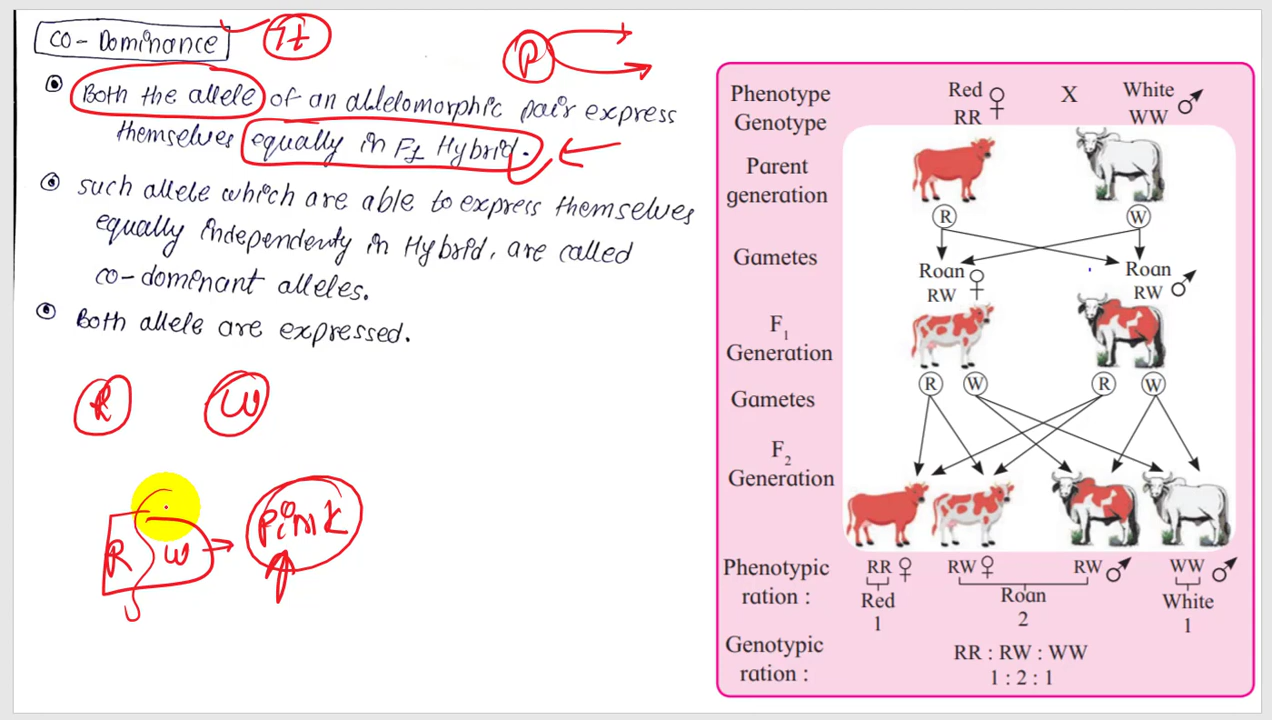 CO - Dominance
It
P
Both the allele of an allelomorphic pair express
themselves equally in F1 Hybrid.
such allele which are able to express themselves
equally independenty in Hybrid, are called
co-dominant alleles.
Both allele are expressed.
R W
R W → Pink
Phenotype Red ♀ X White ♂
Genotype RR WW
Parent
generation
R W
Gametes
Roan ♀ Roan ♂
RW RW
F1
Generation
R W R W
Gametes
F2
Generation
Phenotypic RR ♀ RW ♀ RW ♂ WW ♂
ration : Red Roan White
1 2 1
Genotypic RR : RW : WW
ration : 1 : 2 : 1